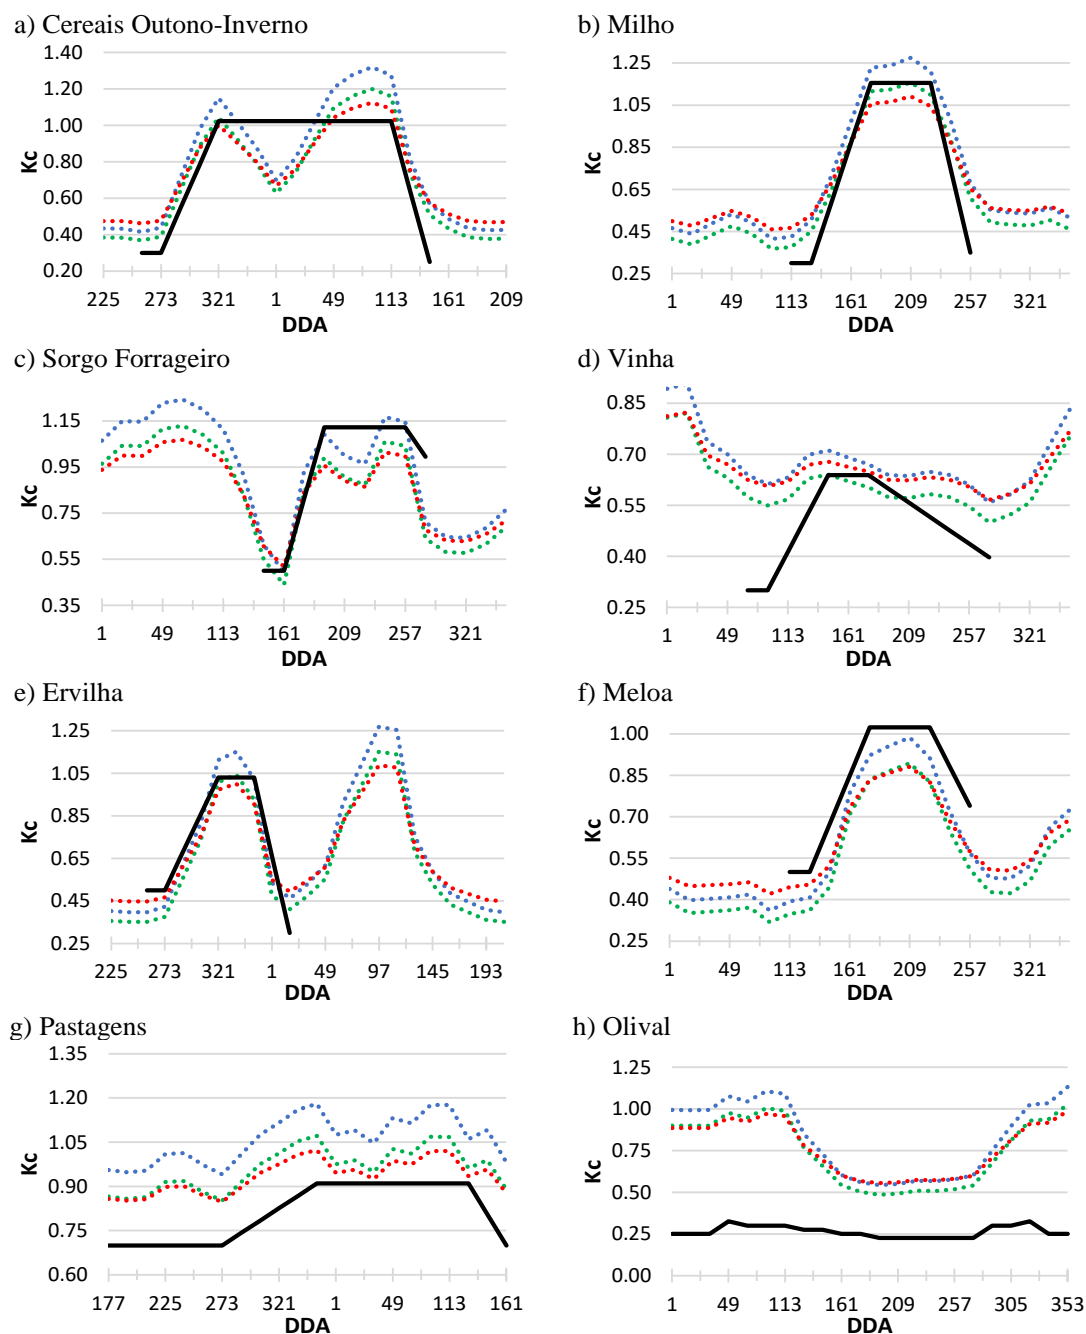 a) Cereais Outono-Inverno
1.40
1.20
1.00
0.80
0.60
0.40
0.20
Kc
225 273 321 1 49 113 161 209
DDA
b) Milho
1.25
1.05
0.85
0.65
0.45
0.25
Kc
1 49 113 161 209 257 321
DDA
c) Sorgo Forrageiro
1.15
0.95
0.75
0.55
0.35
Kc
1 49 113 161 209 257 321
DDA
d) Vinha
0.85
0.70
0.55
0.40
0.25
Kc
1 49 113 161 209 257 321
DDA
e) Ervilha
1.25
1.05
0.85
0.65
0.45
0.25
Kc
225 273 321 1 49 97 145 193
DDA
f) Meloa
1.00
0.85
0.70
0.55
0.40
0.25
Kc
1 49 113 161 209 257 321
DDA
g) Pastagens
1.35
1.20
1.05
0.90
0.75
0.60
Kc
177 225 273 321 1 49 113 161
DDA
h) Olival
1.25
1.00
0.75
0.50
0.25
0.00
Kc
1 49 113 161 209 257 305 353
DDA